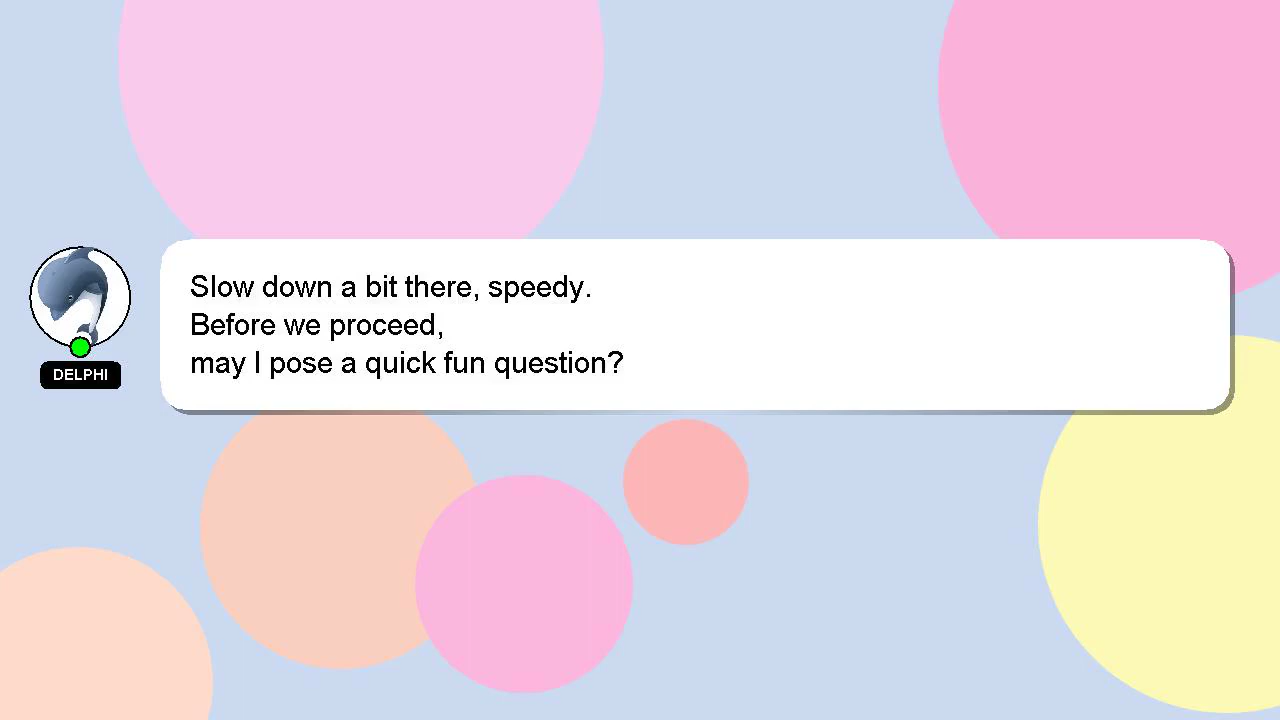 Slow down a bit there, speedy.
Before we proceed,
may I pose a quick fun question?
DELPHI